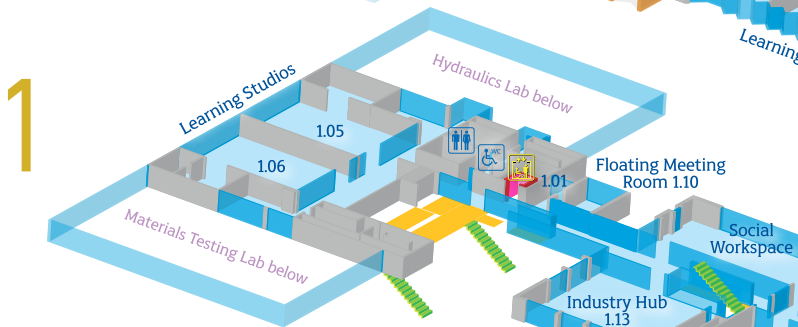 1
Learning
Learning Studios
Hydraulics Lab below
1.05
1.06
WC
1.01
Floating Meeting
Room 1.10
Materials Testing Lab below
Social
Workspace
Industry Hub
1.13